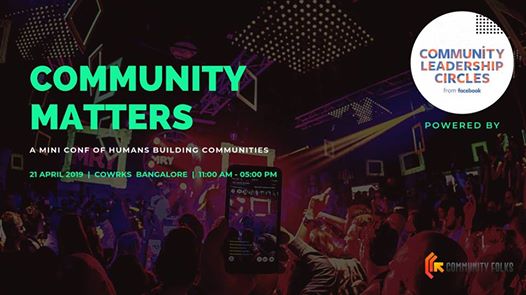 COMMUNITY
MATTERS
A MINI CONF OF HUMANS BUILDING COMMUNITIES
21 APRIL 2019 | COWRKS BANGALORE | 11:00 AM - 05:00 PM
COMMUNITY
LEADERSHIP
CIRCLES
from facebook
POWERED BY
MRY
COMMUNITY FOLKS